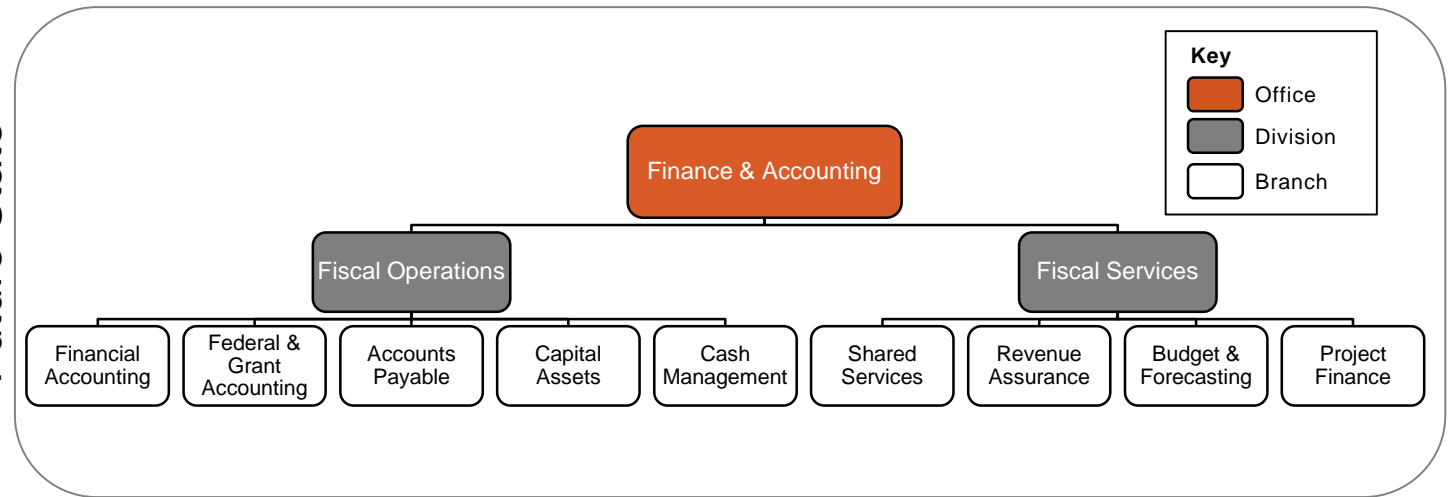 Key
Office
Division
Branch
Finance & Accounting
Fiscal Operations
Fiscal Services
Financial
Accounting
Federal &
Grant
Accounting
Accounts
Payable
Capital
Assets
Cash
Management
Shared
Services
Revenue
Assurance
Budget &
Forecasting
Project
Finance